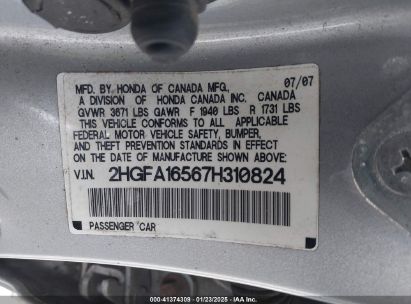 MFD. BY HONDA OF CANADA MFG., 07/07
A DIVISION OF HONDA CANADA INC. CANADA
GVWR 3671 LBS GAWR F 1940 LBS R 1731 LBS
THIS VEHICLE CONFORMS TO ALL APPLICABLE
FEDERAL MOTOR VEHICLE SAFETY, BUMPER,
AND THEFT PREVENTION STANDARDS IN EFFECT ON
THE DATE OF MANUFACTURE SHOWN ABOVE.
V.I.N. 2HGFA16567H310824
PASSENGER CAR
IAA 41374309 - 01/23/2025 - IAAI.com